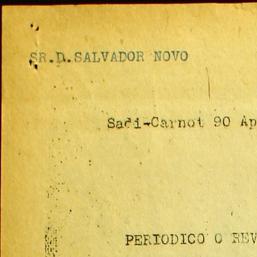 SR.D.SALVADOR NOVO
Sadi-Carnot 90 Ap
PERIODICO O REV